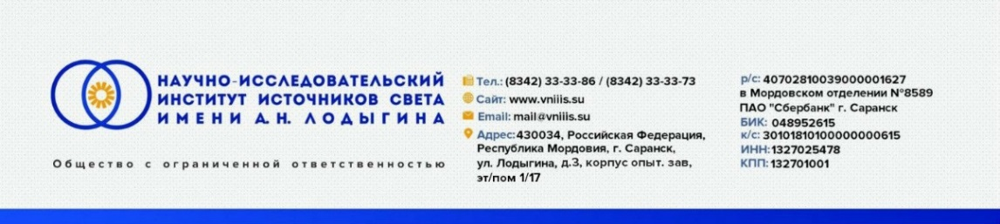 НАУЧНО-ИССЛЕДОВАТЕЛЬСКИЙ
ИНСТИТУТ ИСТОЧНИКОВ СВЕТА
ИМЕНИ А.Н. ЛОДЫГИНА
Общество с ограниченной ответственностью
Тел.: (8342) 33-33-86 / (8342) 33-33-73
Сайт: www.vniiis.su
Email: mail@vniiis.su
Адрес:430034, Российская Федерация,
Республика Мордовия, г. Саранск,
ул. Лодыгина, д.3, корпус опыт. зав,
эт/пом 1/17
р/с: 40702810039000001627
в Мордовском отделении №8589
ПАО "Сбербанк" г. Саранск
БИК: 048952615
к/с: 30101810100000000615
ИНН:1327025478
КПП: 132701001